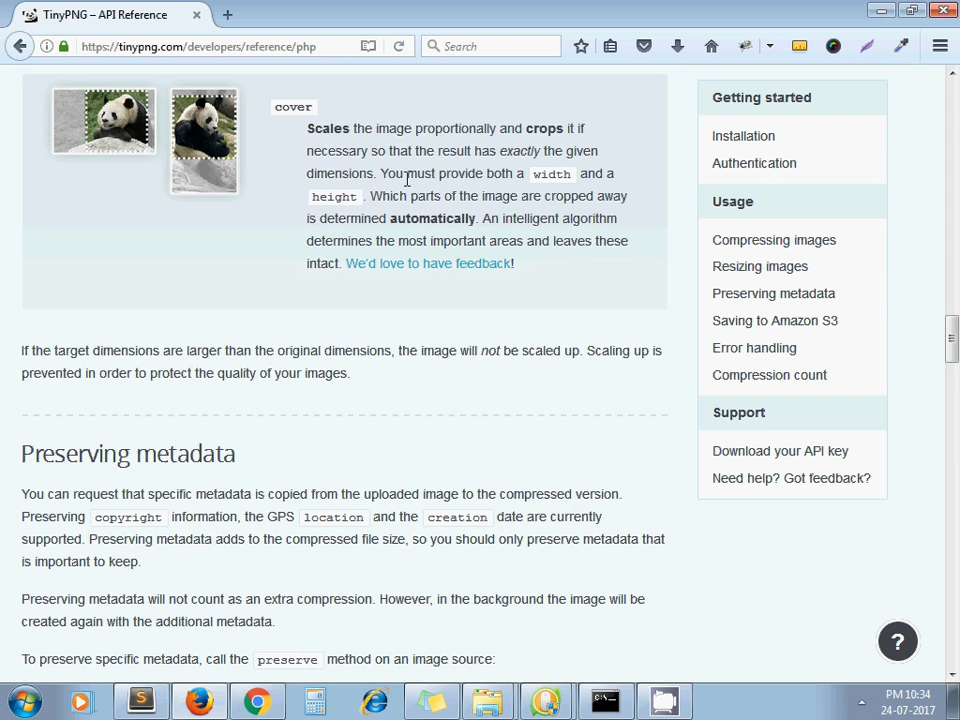 TinyPNG – API Reference
https://tinypng.com/developers/reference/php
Search
cover
Scales the image proportionally and crops it if
necessary so that the result has exactly the given
dimensions. You must provide both a width and a
height. Which parts of the image are cropped away
is determined automatically. An intelligent algorithm
determines the most important areas and leaves these
intact. We'd love to have feedback!
If the target dimensions are larger than the original dimensions, the image will not be scaled up. Scaling up is
prevented in order to protect the quality of your images.
Preserving metadata
You can request that specific metadata is copied from the uploaded image to the compressed version.
Preserving copyright information, the GPS location and the creation date are currently
supported. Preserving metadata adds to the compressed file size, so you should only preserve metadata that
is important to keep.
Preserving metadata will not count as an extra compression. However, in the background the image will be
created again with the additional metadata.
To preserve specific metadata, call the preserve method on an image source:
Getting started
Installation
Authentication
Usage
Compressing images
Resizing images
Preserving metadata
Saving to Amazon S3
Error handling
Compression count
Support
Download your API key
Need help? Got feedback?
?
PM 10:34
24-07-2017